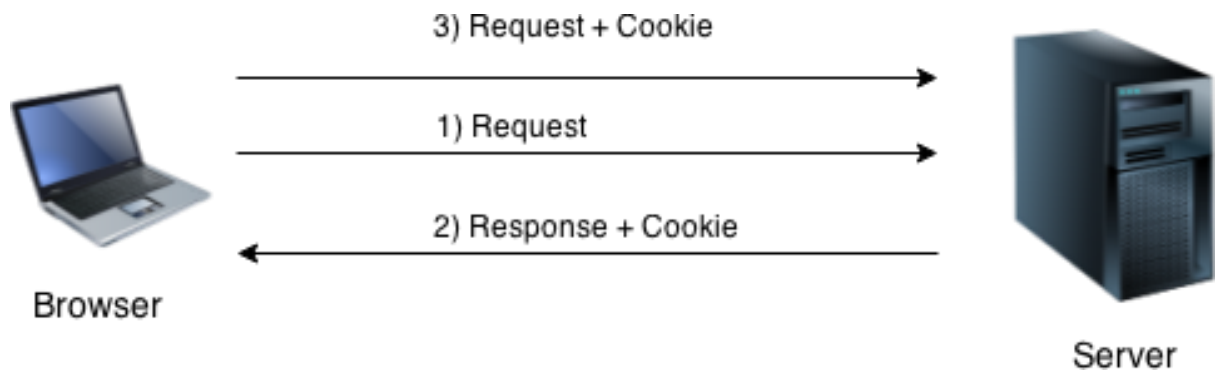 3) Request + Cookie
1) Request
2) Response + Cookie
Browser
Server